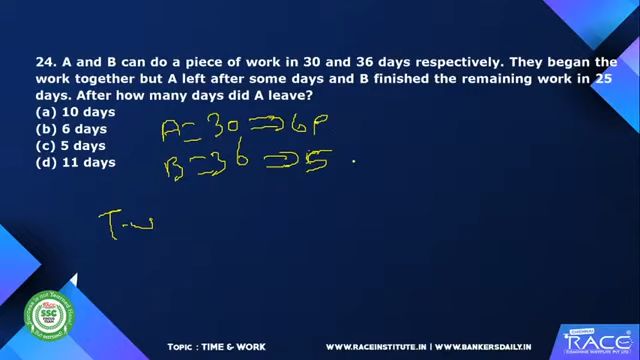 24. A and B can do a piece of work in 30 and 36 days respectively. They began the
work together but A left after some days and B finished the remaining work in 25
days. After how many days did A leave?
(a) 10 days
(b) 6 days
(c) 5 days
(d) 11 days
A = 30 ⇒ 6P
B = 36 ⇒ 5
T.w
RACE
SSC
TOPIC : TIME & WORK
WWW.RACEINSTITUTE.IN | WWW.BANKERSDAILY.IN
RACE